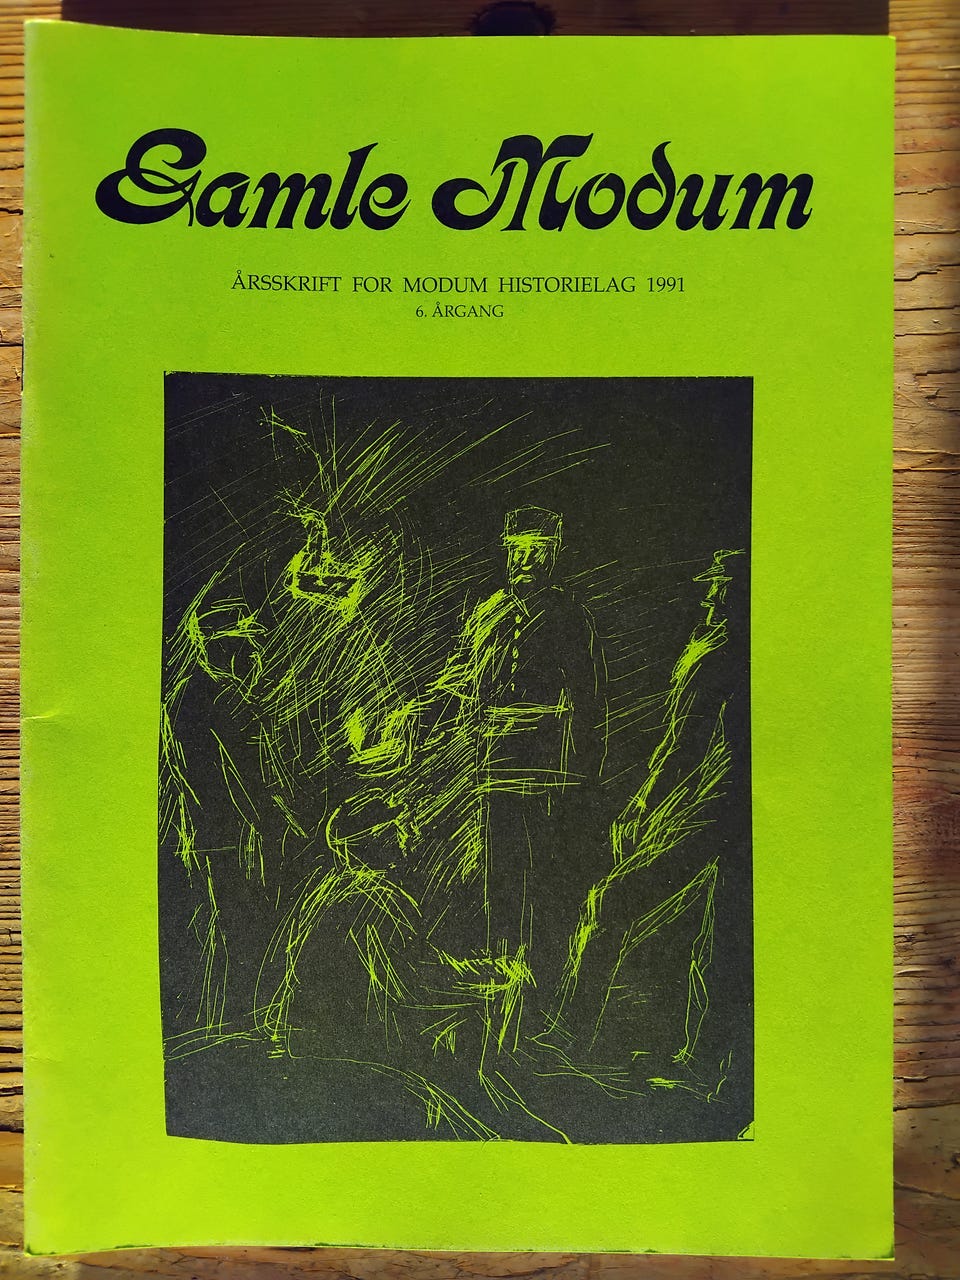 Gamle Modum
ÅRSSKRIFT FOR MODUM HISTORIELAG 1991
6. ÅRGANG